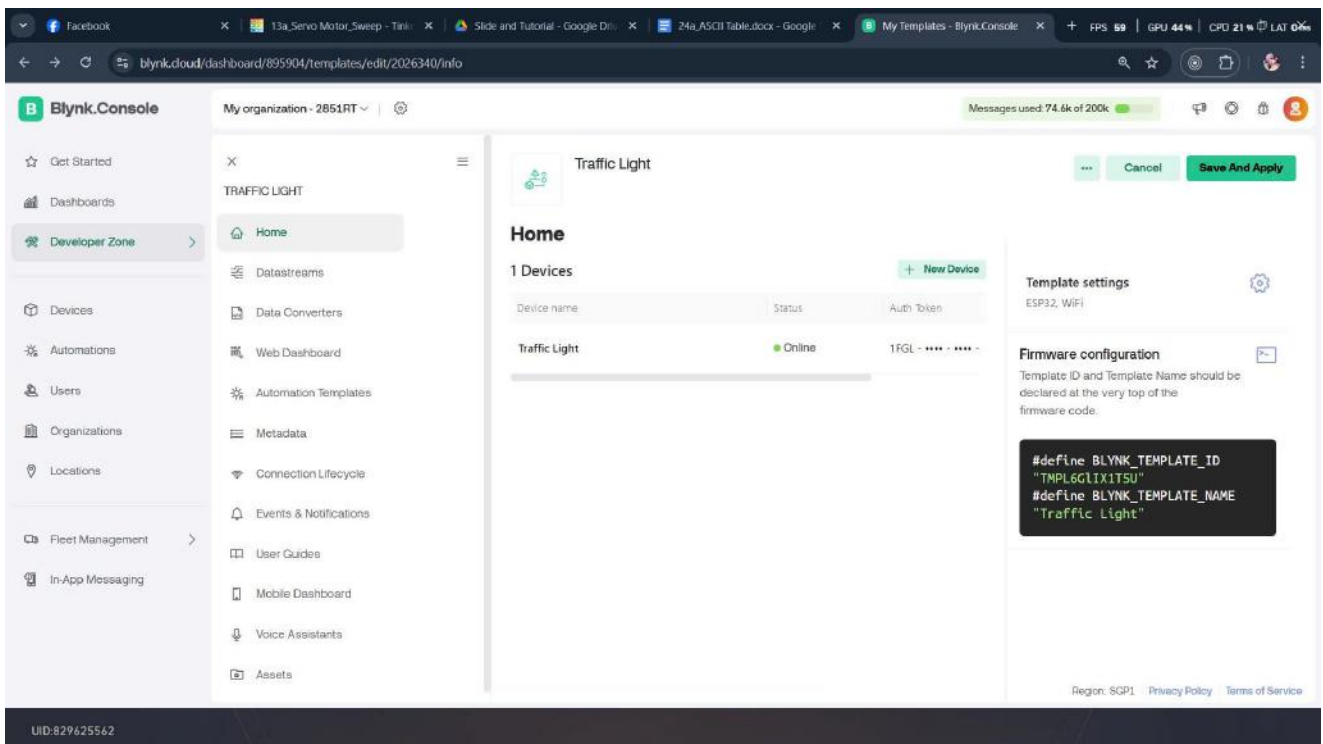 Facebook
13a_Servo Motor_Sweep - Tink
Slide and Tutorial - Google Dri
24a_ASCII Table.docx - Google
My Templates - Blynk.Console
FPS 59 | GPU 44 % | CPU 21 % LAT
blynk.cloud/dashboard/895904/templates/edit/2026340/info
B Blynk.Console
My organization - 2851RT
Messages used: 74.6k of 200k
Get Started
Dashboards
Developer Zone
Devices
Automations
Users
Organizations
Locations
Fleet Management
In-App Messaging
TRAFFIC LIGHT
Home
Datastreams
Data Converters
Web Dashboard
Automation Templates
Metadata
Connection Lifecycle
Events & Notifications
User Guides
Mobile Dashboard
Voice Assistants
Assets
Traffic Light
... Cancel Save And Apply
Home
1 Devices
+ New Device
Device name Status Auth Token
Traffic Light Online 1FGL - •••• - •••• -
Template settings
ESP32, WiFi
Firmware configuration
Template ID and Template Name should be
declared at the very top of the
firmware code.
#define BLYNK_TEMPLATE_ID
"TMPL6GlIX1T5U"
#define BLYNK_TEMPLATE_NAME
"Traffic Light"
Region: SGP1 Privacy Policy Terms of Service
UID:829625562